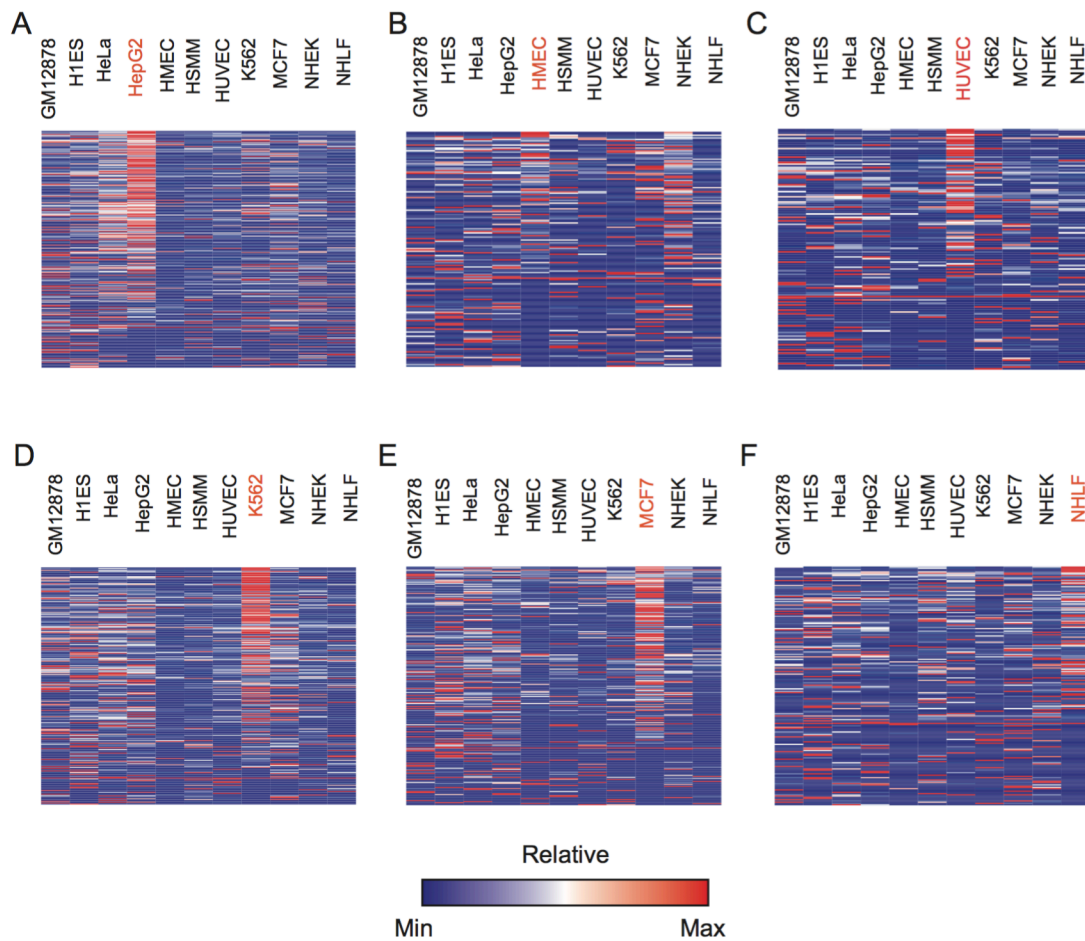 A
GM12878
H1ES
HeLa
HepG2
HMEC
HSMM
HUVEC
K562
MCF7
NHEK
NHLF
B
GM12878
H1ES
HeLa
HepG2
HMEC
HSMM
HUVEC
K562
MCF7
NHEK
NHLF
C
GM12878
H1ES
HeLa
HepG2
HMEC
HSMM
HUVEC
K562
MCF7
NHEK
NHLF
D
GM12878
H1ES
HeLa
HepG2
HMEC
HSMM
HUVEC
K562
MCF7
NHEK
NHLF
E
GM12878
H1ES
HeLa
HepG2
HMEC
HSMM
HUVEC
K562
MCF7
NHEK
NHLF
F
GM12878
H1ES
HeLa
HepG2
HMEC
HSMM
HUVEC
K562
MCF7
NHEK
NHLF
Relative
Min Max